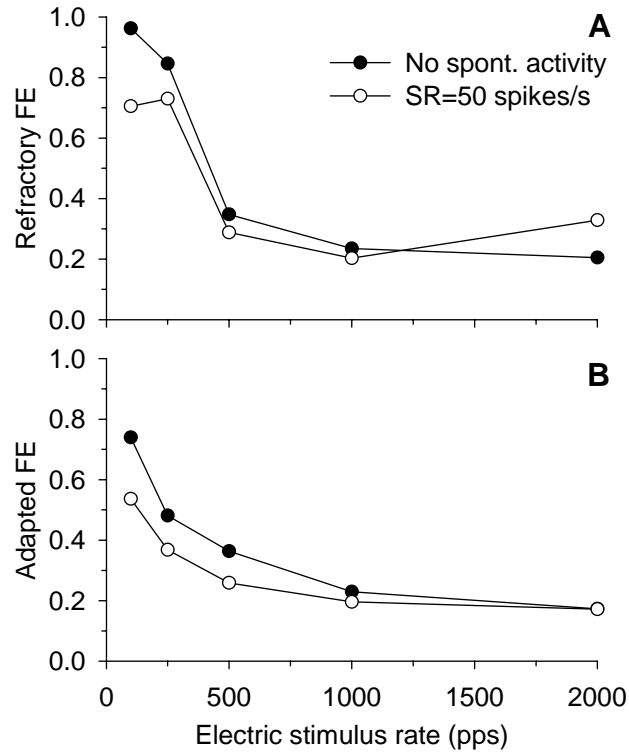 A
No spont. activity
SR=50 spikes/s
Refractory FE
1.0
0.8
0.6
0.4
0.2
0.0
B
Adapted FE
1.0
0.8
0.6
0.4
0.2
0.0
0 500 1000 1500 2000
Electric stimulus rate (pps)